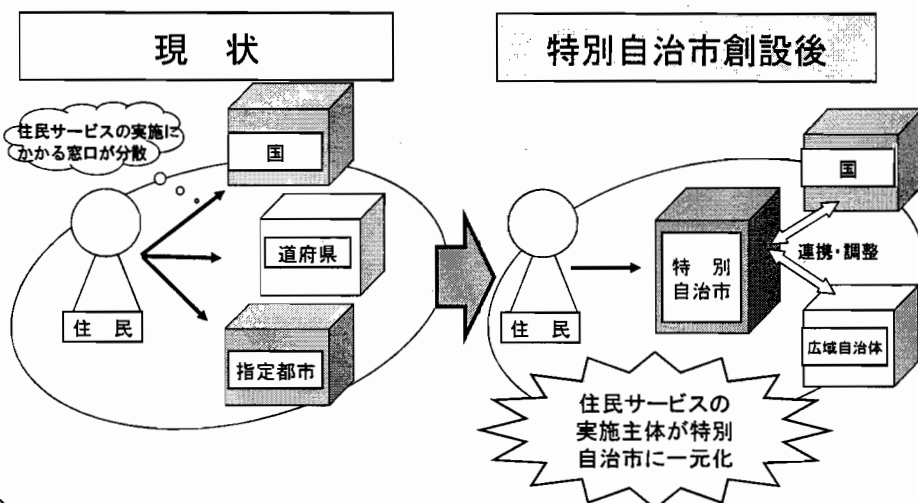 現 状
住民サービスの実施に
かかる窓口が分散
国
道府県
指定都市
住 民
特別自治市創設後
国
特 別
自治市
連携・調整
広域自治体
住 民
住民サービスの
実施主体が特別
自治市に一元化